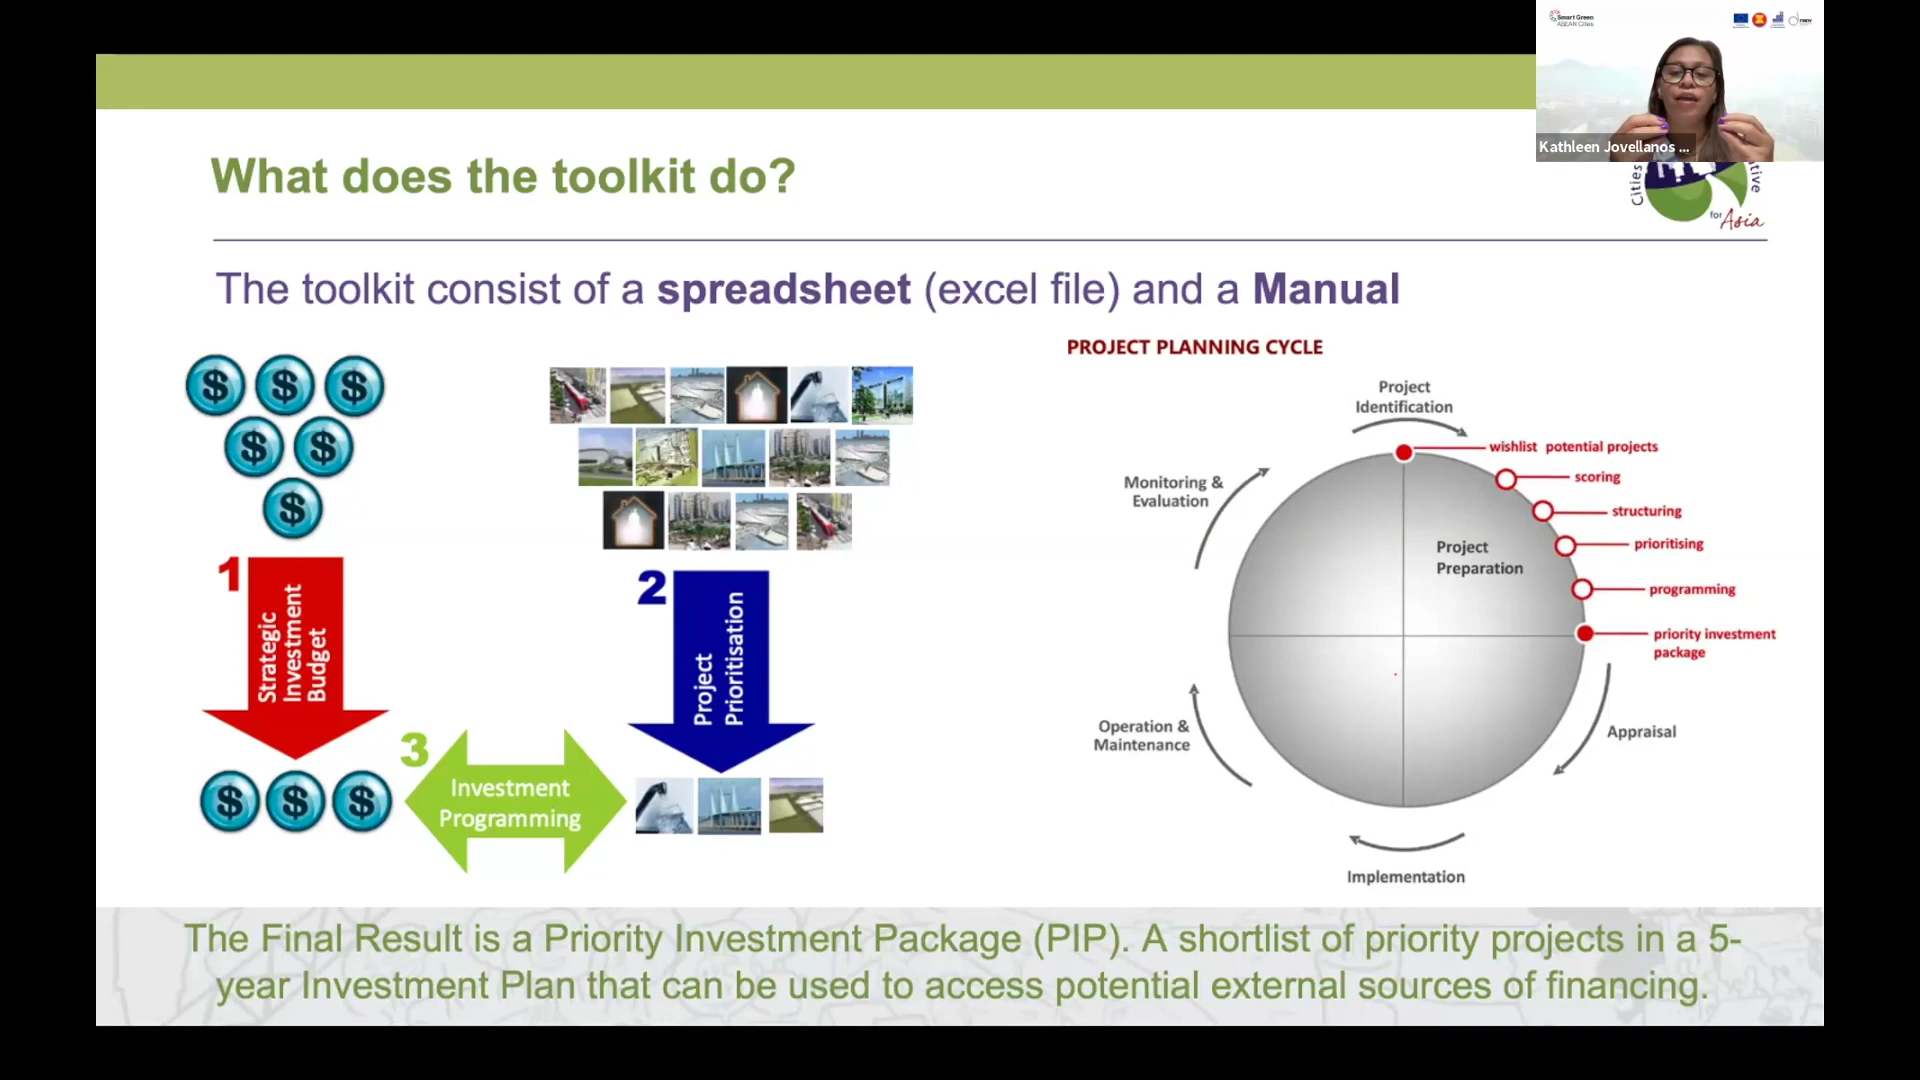 Smart Green
ASEAN Cities
Kathleen Jovellanos ...
What does the toolkit do?
Cities
tive
for Asia
The toolkit consist of a spreadsheet (excel file) and a Manual
$ $ $
$ $
$
1
Strategic
Investment
Budget
2
Project
Prioritisation
3
Investment
Programming
$ $ $
PROJECT PLANNING CYCLE
Project
Identification
wishlist potential projects
scoring
structuring
prioritising
programming
priority investment
package
Project
Preparation
Monitoring &
Evaluation
Operation &
Maintenance
Appraisal
Implementation
The Final Result is a Priority Investment Package (PIP). A shortlist of priority projects in a 5-
year Investment Plan that can be used to access potential external sources of financing.